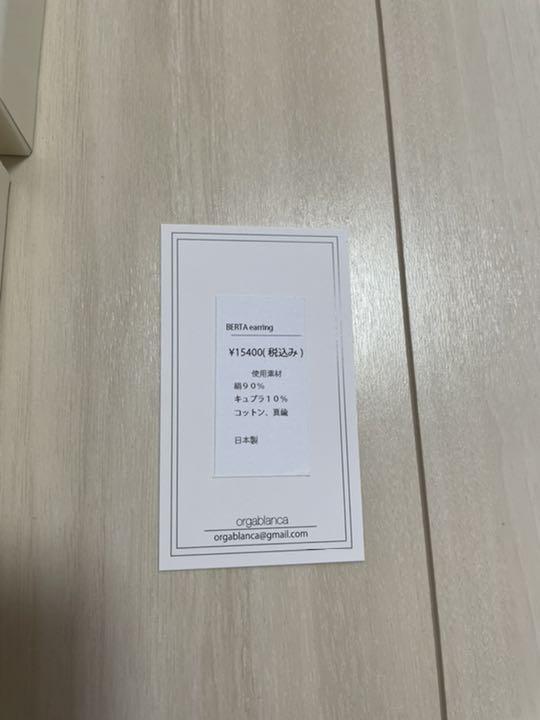 BERTA earring
¥15400(税込み)
使用素材
絹９０％
キュプラ１０％
コットン、真鍮
日本製
orgablanca
orgablanca@gmail.com